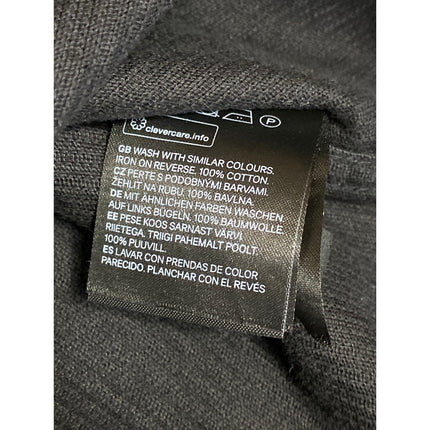 P
clevercare.info
GB WASH WITH SIMILAR COLOURS.
IRON ON REVERSE. 100% COTTON.
CZ PERTE S PODOBNÝMI BARVAMI.
ŽEHLIT NA RUBU. 100% BAVLNA.
DE MIT ÄHNLICHEN FARBEN WASCHEN.
AUF LINKS BÜGELN. 100% BAUMWOLLE.
EE PESE KOOS SARNAST VÄRVI
RIIETEGA. TRIIGI PAHEMALT POOLT.
100% PUUVILL.
ES LAVAR CON PRENDAS DE COLOR
PARECIDO. PLANCHAR CON EL REVÉS